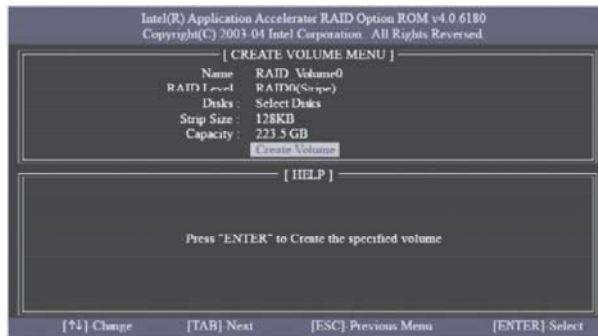 Intel(R) Application Accelerator RAID Option ROM v4.0.6180
Copyright(C) 2003-04 Intel Corporation. All Rights Reversed.
[ CREATE VOLUME MENU ]
Name RAID_Volume0
RAID Level RAID0(Stripe)
Disks : Select Disks
Strip Size : 128KB
Capacity : 223.5 GB
Create Volume
[ HELP ]
Press "ENTER" to Create the specified volume
[↑↓]-Change [TAB]-Next [ESC]-Previous Menu [ENTER]-Select